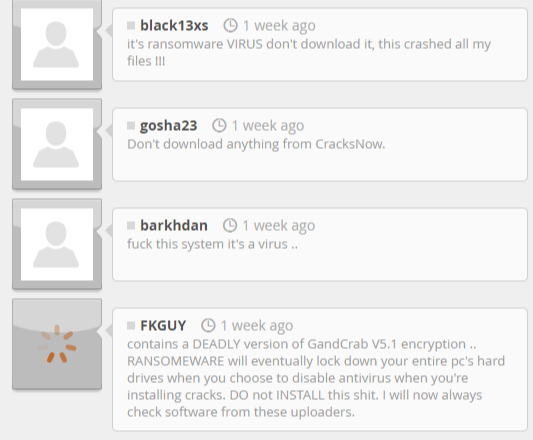 black13xs 1 week ago
it's ransomware VIRUS don't download it, this crashed all my
files !!!
gosha23 1 week ago
Don't download anything from CracksNow.
barkhdan 1 week ago
fuck this system it's a virus ..
FKGUY 1 week ago
contains a DEADLY version of GandCrab V5.1 encryption ..
RANSOMEWARE will eventually lock down your entire pc's hard
drives when you choose to disable antivirus when you're
installing cracks. DO not INSTALL this shit. I will now always
check software from these uploaders.